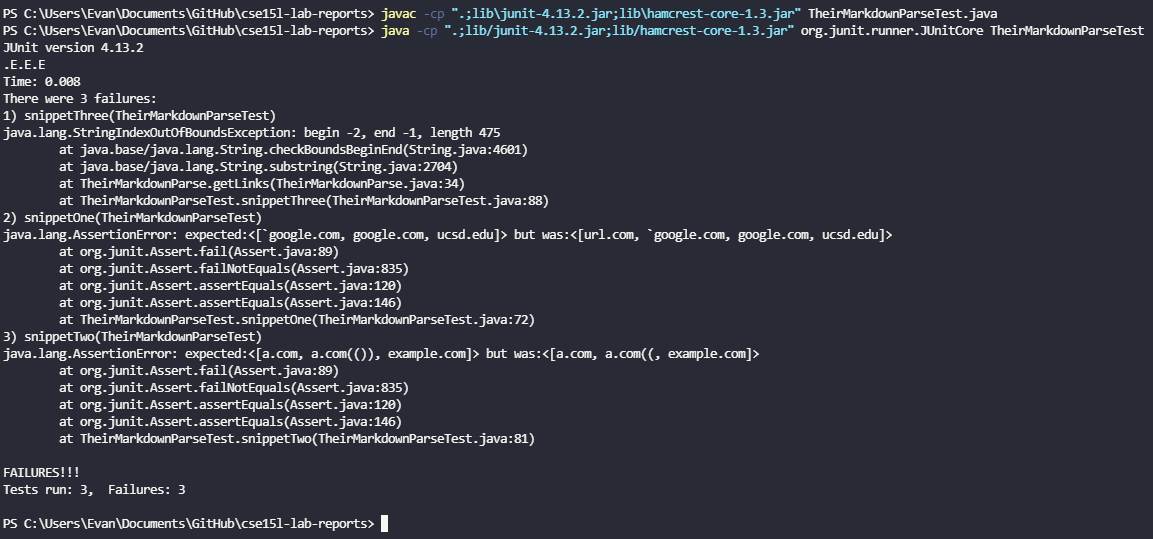 PS C:\Users\Evan\Documents\GitHub\cse15l-lab-reports> javac -cp ".;lib\junit-4.13.2.jar;lib\hamcrest-core-1.3.jar" TheirMarkdownParseTest.java
PS C:\Users\Evan\Documents\GitHub\cse15l-lab-reports> java -cp ".;lib/junit-4.13.2.jar;lib/hamcrest-core-1.3.jar" org.junit.runner.JUnitCore TheirMarkdownParseTest
JUnit version 4.13.2
.E.E.E
Time: 0.008
There were 3 failures:
1) snippetThree(TheirMarkdownParseTest)
java.lang.StringIndexOutOfBoundsException: begin -2, end -1, length 475
        at java.base/java.lang.String.checkBoundsBeginEnd(String.java:4601)
        at java.base/java.lang.String.substring(String.java:2704)
        at TheirMarkdownParse.getLinks(TheirMarkdownParse.java:34)
        at TheirMarkdownParseTest.snippetThree(TheirMarkdownParseTest.java:88)
2) snippetOne(TheirMarkdownParseTest)
java.lang.AssertionError: expected:<[`google.com, google.com, ucsd.edu]> but was:<[url.com, `google.com, google.com, ucsd.edu]>
        at org.junit.Assert.fail(Assert.java:89)
        at org.junit.Assert.failNotEquals(Assert.java:835)
        at org.junit.Assert.assertEquals(Assert.java:120)
        at org.junit.Assert.assertEquals(Assert.java:146)
        at TheirMarkdownParseTest.snippetOne(TheirMarkdownParseTest.java:72)
3) snippetTwo(TheirMarkdownParseTest)
java.lang.AssertionError: expected:<[a.com, a.com(()), example.com]> but was:<[a.com, a.com((, example.com]>
        at org.junit.Assert.fail(Assert.java:89)
        at org.junit.Assert.failNotEquals(Assert.java:835)
        at org.junit.Assert.assertEquals(Assert.java:120)
        at org.junit.Assert.assertEquals(Assert.java:146)
        at TheirMarkdownParseTest.snippetTwo(TheirMarkdownParseTest.java:81)

FAILURES!!!
Tests run: 3,  Failures: 3

PS C:\Users\Evan\Documents\GitHub\cse15l-lab-reports>